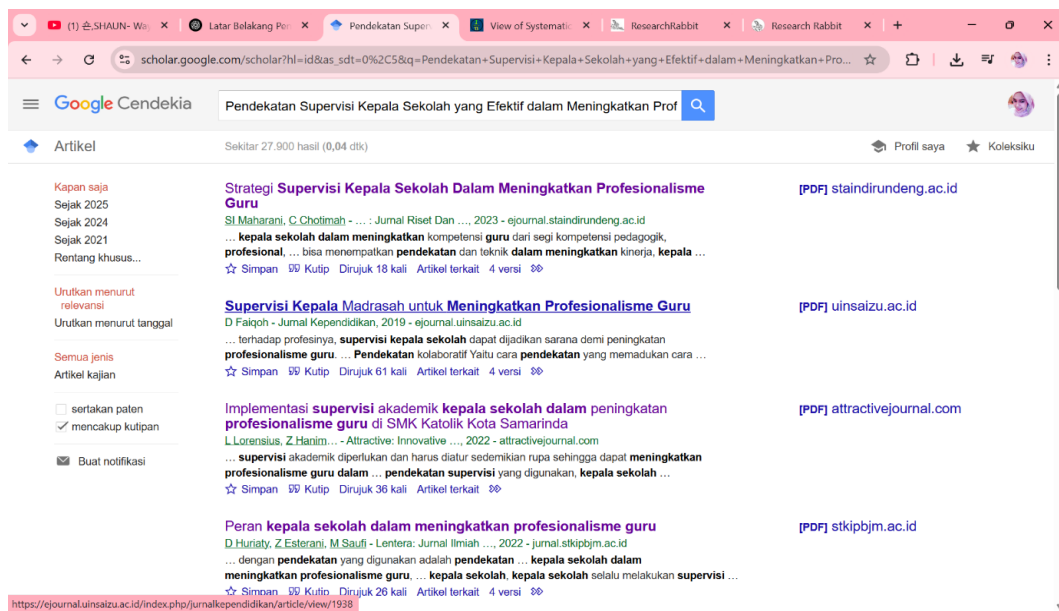 (1) 손,SHAUN- Wa
Latar Belakang Pen
Pendekatan Superv
View of Systematic
ResearchRabbit
Research Rabbit
scholar.google.com/scholar?hl=id&as_sdt=0%2C5&q=Pendekatan+Supervisi+Kepala+Sekolah+yang+Efektif+dalam+Meningkatkan+Pro...
Google Cendekia
Pendekatan Supervisi Kepala Sekolah yang Efektif dalam Meningkatkan Prof
Artikel
Sekitar 27.900 hasil (0,04 dtk)
Profil saya
Koleksiku
Kapan saja
Sejak 2025
Sejak 2024
Sejak 2021
Rentang khusus...
Urutkan menurut
relevansi
Urutkan menurut tanggal
Semua jenis
Artikel kajian
sertakan paten
mencakup kutipan
Buat notifikasi
Strategi Supervisi Kepala Sekolah Dalam Meningkatkan Profesionalisme
Guru
SI Maharani, C Chotimah - ... : Jurnal Riset Dan ..., 2023 - ejournal.staindirundeng.ac.id
... kepala sekolah dalam meningkatkan kompetensi guru dari segi kompetensi pedagogik,
profesional, ... bisa menempatkan pendekatan dan teknik dalam meningkatkan kinerja, kepala ...
Simpan Kutip Dirujuk 18 kali Artikel terkait 4 versi
[PDF] staindirundeng.ac.id
Supervisi Kepala Madrasah untuk Meningkatkan Profesionalisme Guru
D Faiqoh - Jurnal Kependidikan, 2019 - ejournal.uinsaizu.ac.id
... terhadap profesinya, supervisi kepala sekolah dapat dijadikan sarana demi peningkatan
profesionalisme guru. ... Pendekatan kolaboratif Yaitu cara pendekatan yang memadukan cara ...
Simpan Kutip Dirujuk 61 kali Artikel terkait 4 versi
[PDF] uinsaizu.ac.id
Implementasi supervisi akademik kepala sekolah dalam peningkatan
profesionalisme guru di SMK Katolik Kota Samarinda
L Lorensius, Z Hanim... - Attractive: Innovative ..., 2022 - attractivejournal.com
... supervisi akademik diperlukan dan harus diatur sedemikian rupa sehingga dapat meningkatkan
profesionalisme guru dalam ... pendekatan supervisi yang digunakan, kepala sekolah ...
Simpan Kutip Dirujuk 36 kali Artikel terkait
[PDF] attractivejournal.com
Peran kepala sekolah dalam meningkatkan profesionalisme guru
D Huriaty, Z Esterani, M Saufi - Lentera: Jurnal Ilmiah ..., 2022 - jurnal.stkipbjm.ac.id
... dengan pendekatan yang digunakan adalah pendekatan ... kepala sekolah dalam
meningkatkan profesionalisme guru, ... kepala sekolah, kepala sekolah selalu melakukan supervisi ...
Simpan Kutip Dirujuk 26 kali Artikel terkait 4 versi
[PDF] stkipbjm.ac.id
https://ejournal.uinsaizu.ac.id/index.php/jurnalkependidikan/article/view/1938